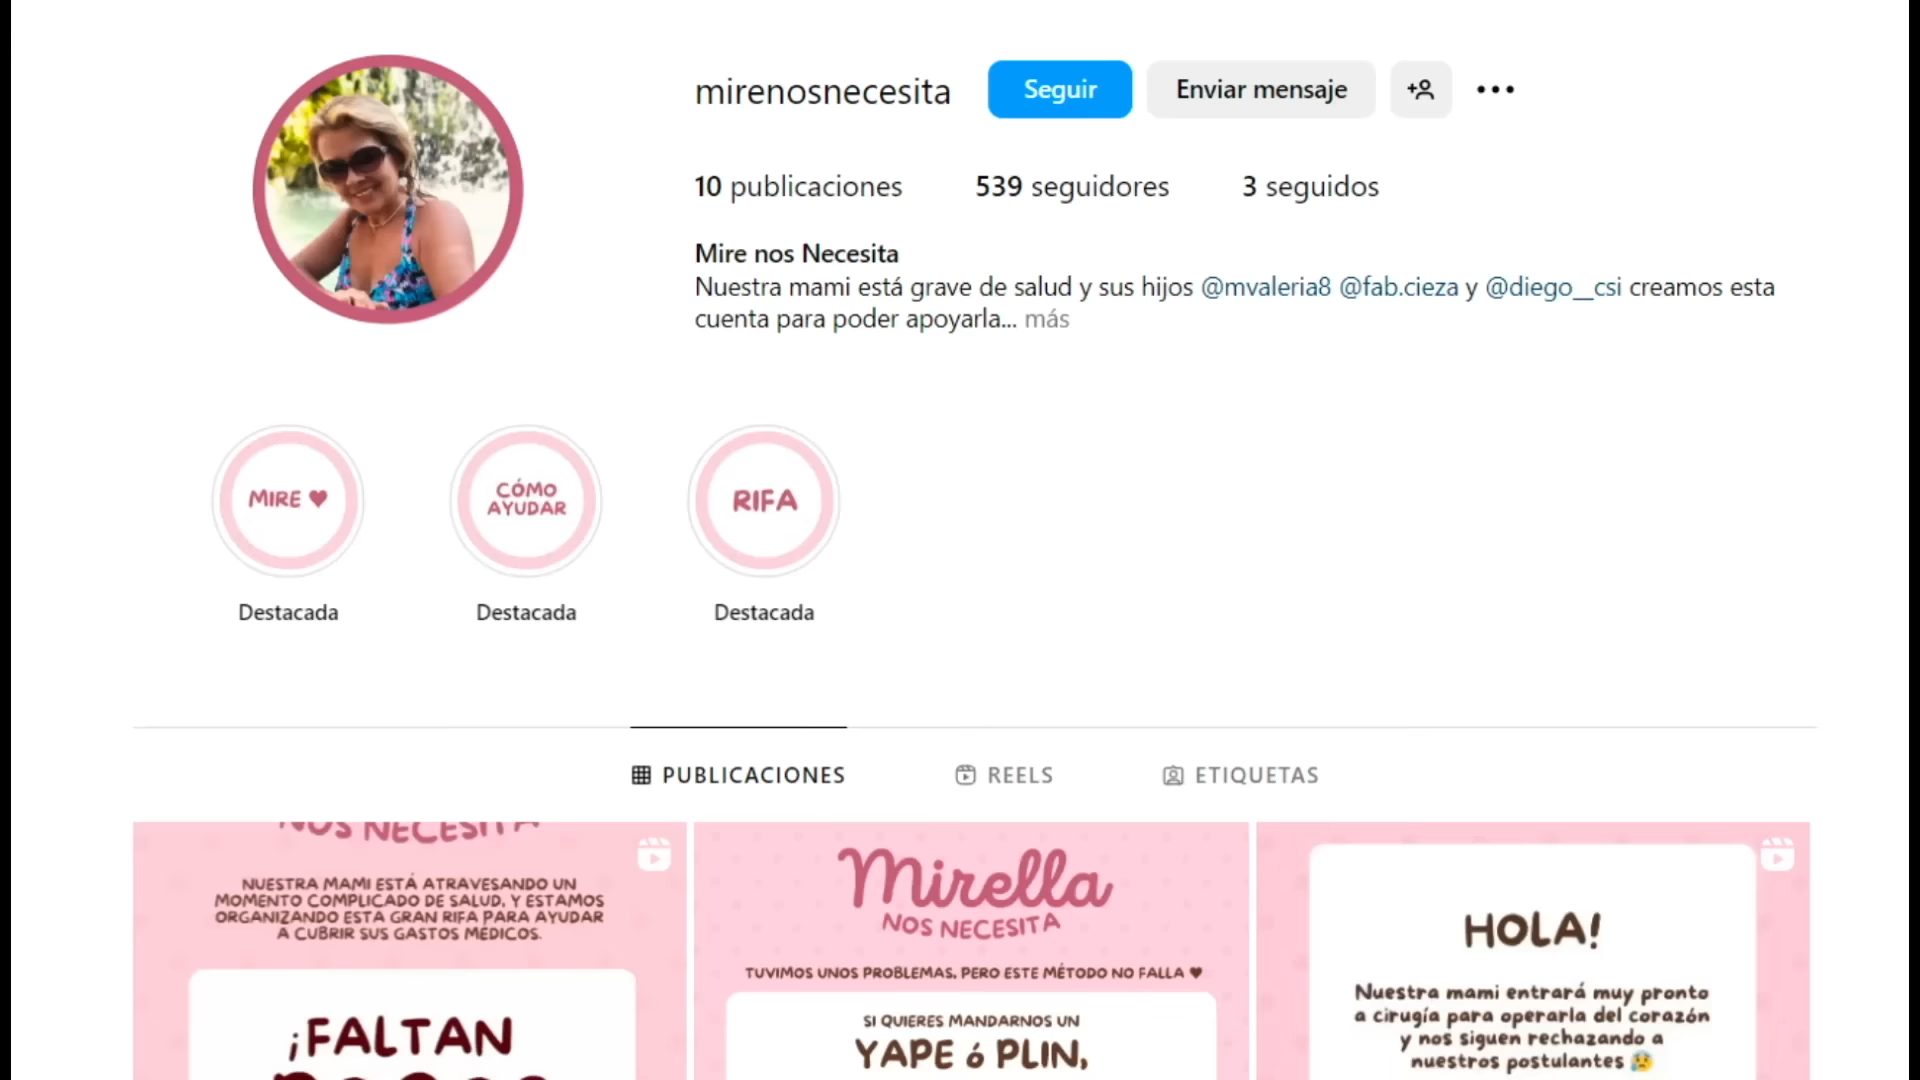 mirenosnecesita
Seguir
Enviar mensaje
10 publicaciones
539 seguidores
3 seguidos
Mire nos Necesita
Nuestra mami está grave de salud y sus hijos @mvaleria8 @fab.cieza y @diego__csi creamos esta
cuenta para poder apoyarla... más
MIRE ♥
CÓMO
AYUDAR
RIFA
Destacada
Destacada
Destacada
PUBLICACIONES
REELS
ETIQUETAS
NOS NECESITA
NUESTRA MAMI ESTÁ ATRAVESANDO UN
MOMENTO COMPLICADO DE SALUD, Y ESTAMOS
ORGANIZANDO ESTA GRAN RIFA PARA AYUDAR
A CUBRIR SUS GASTOS MÉDICOS.
¡FALTAN
Mirella
NOS NECESITA
TUVIMOS UNOS PROBLEMAS, PERO ESTE MÉTODO NO FALLA ♥
SI QUIERES MANDARNOS UN
YAPE ó PLIN,
HOLA!
Nuestra mami entrará muy pronto
a cirugía para operarla del corazón
y nos siguen rechazando a
nuestros postulantes 😰